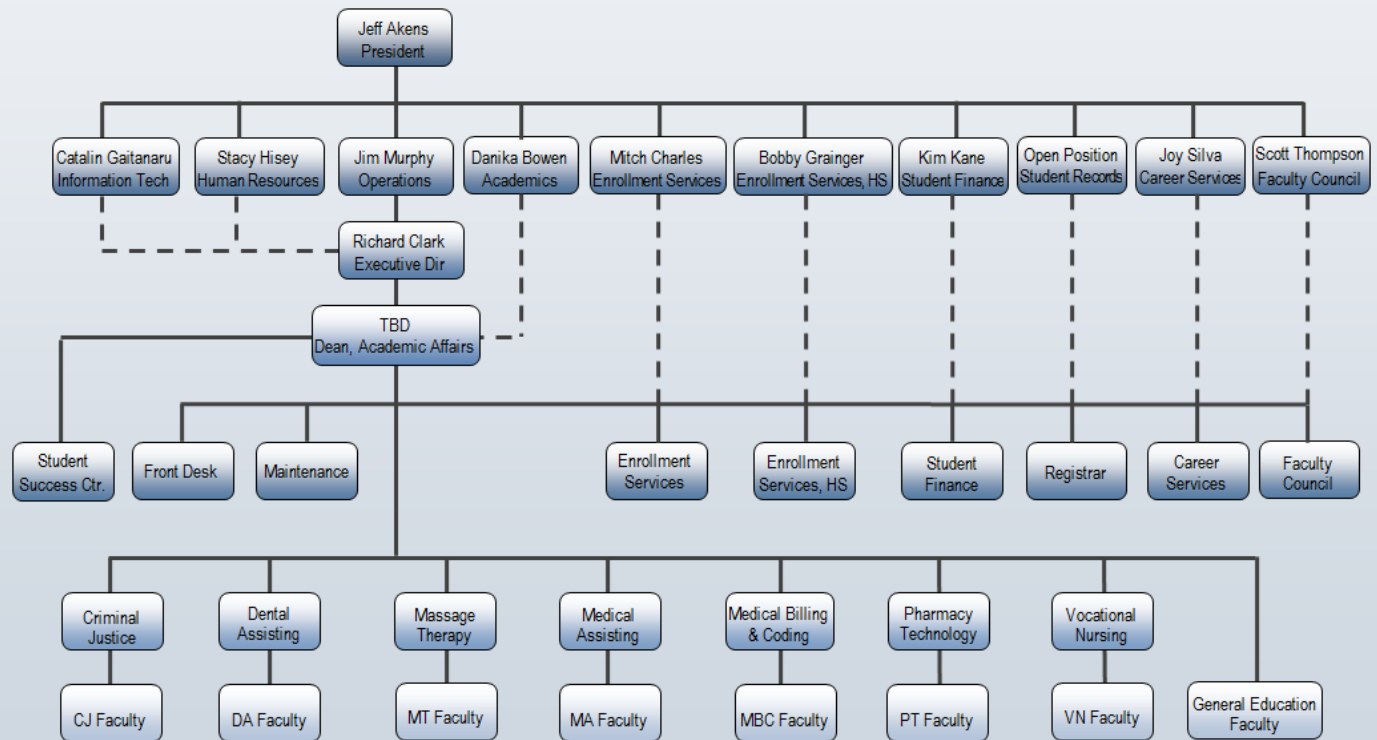 Jeff Akens
President
Catalin Gaitanaru
Information Tech
Stacy Hisey
Human Resources
Jim Murphy
Operations
Danika Bowen
Academics
Mitch Charles
Enrollment Services
Bobby Grainger
Enrollment Services, HS
Kim Kane
Student Finance
Open Position
Student Records
Joy Silva
Career Services
Scott Thompson
Faculty Council
Richard Clark
Executive Dir
TBD
Dean, Academic Affairs
Student
Success Ctr.
Front Desk
Maintenance
Enrollment
Services
Enrollment
Services, HS
Student
Finance
Registrar
Career
Services
Faculty
Council
Criminal
Justice
Dental
Assisting
Massage
Therapy
Medical
Assisting
Medical Billing
& Coding
Pharmacy
Technology
Vocational
Nursing
CJ Faculty
DA Faculty
MT Faculty
MA Faculty
MBC Faculty
PT Faculty
VN Faculty
General Education
Faculty